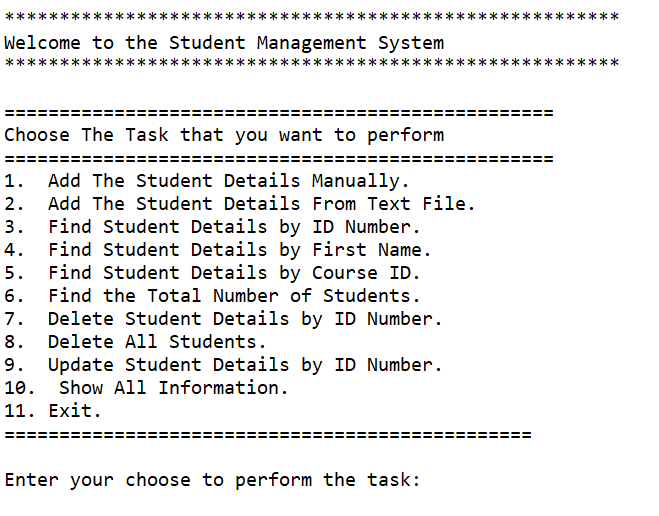 ********************************************************
Welcome to the Student Management System
********************************************************
==================================================
Choose The Task that you want to perform
==================================================
1.  Add The Student Details Manually.
2.  Add The Student Details From Text File.
3.  Find Student Details by ID Number.
4.  Find Student Details by First Name.
5.  Find Student Details by Course ID.
6.  Find the Total Number of Students.
7.  Delete Student Details by ID Number.
8.  Delete All Students.
9.  Update Student Details by ID Number.
10.  Show All Information.
11. Exit.
================================================
Enter your choose to perform the task: